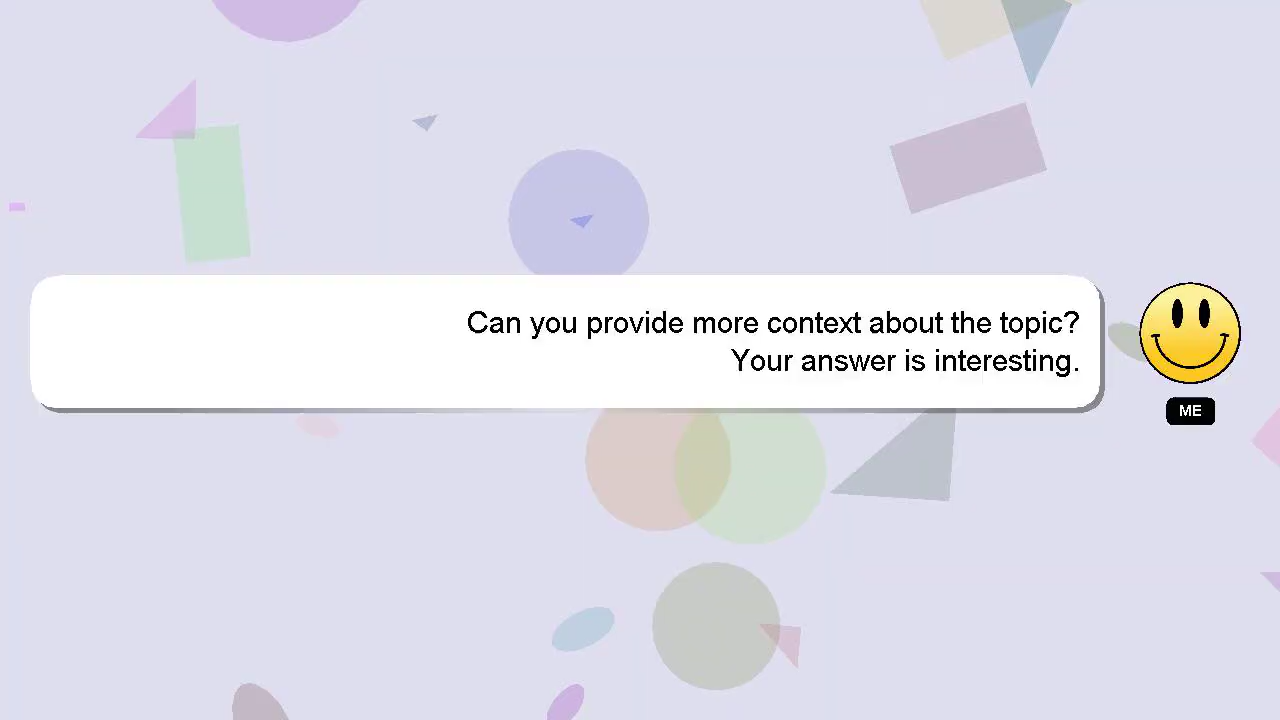 Can you provide more context about the topic?
Your answer is interesting.
ME